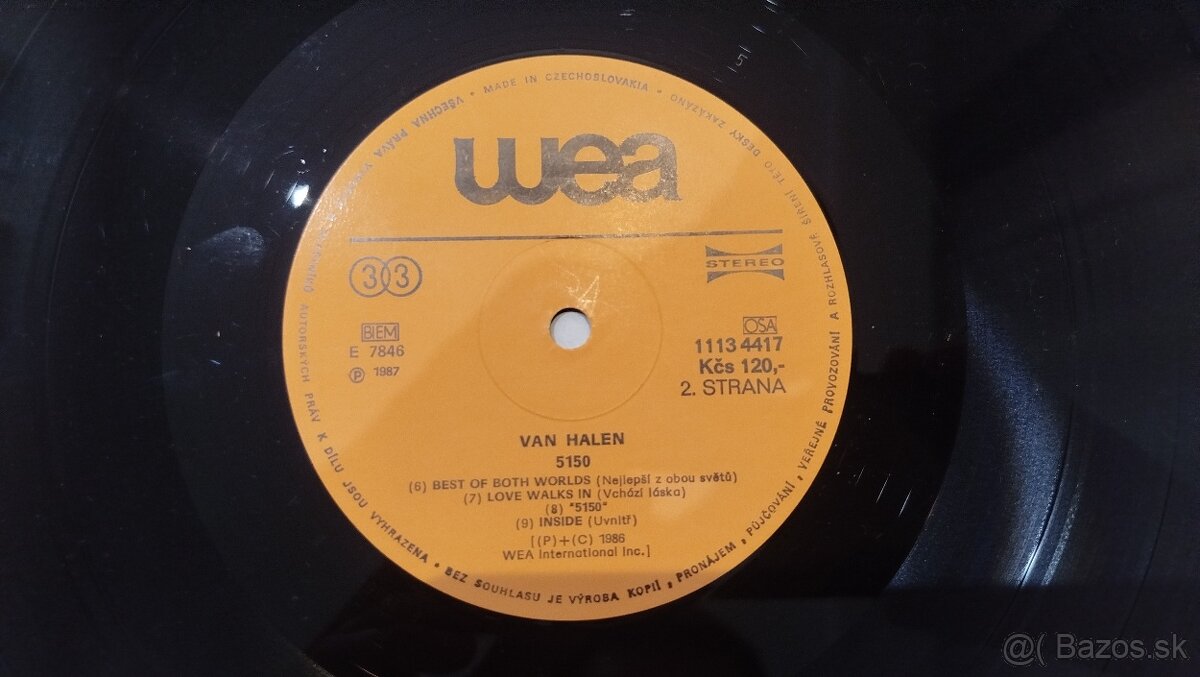 VŠECHNA PRÁVA AUTORSKÝCH PRÁV K DÍLU JSOU VYHRAZENA • BEZ SOUHLASU JE VÝROBA KOPIÍ, PRONÁJEM, PŮJČOVÁNÍ, VEŘEJNÉ PROVOZOVÁNÍ A ROZHLASOVÉ ŠÍŘENÍ TÉTO DESKY ZAKÁZÁNO
• MADE IN CZECHOSLOVAKIA •
wea
33
STEREO
BIEM
E 7846
Ⓟ 1987
OSA
1113 4417
Kčs 120,-
2. STRANA
VAN HALEN
5150
(6) BEST OF BOTH WORLDS (Nejlepší z obou světů)
(7) LOVE WALKS IN (Vchází láska)
(8) "5150"
(9) INSIDE (Uvnitř)
[(P)+(C) 1986
WEA International Inc.]
@( Bazos.sk